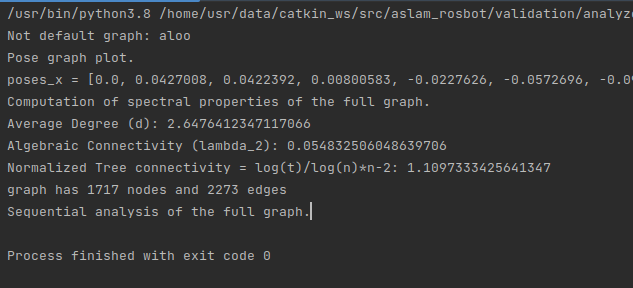 /usr/bin/python3.8 /home/usr/data/catkin_ws/src/aslam_rosbot/validation/analyz
Not default graph: aloo
Pose graph plot.
poses_x = [0.0, 0.0427008, 0.0422392, 0.00800583, -0.0227626, -0.0572696, -0.0
Computation of spectral properties of the full graph.
Average Degree (d): 2.6476412347117066
Algebraic Connectivity (lambda_2): 0.054832506048639706
Normalized Tree connectivity = log(t)/log(n)*n-2: 1.1097333425641347
graph has 1717 nodes and 2273 edges
Sequential analysis of the full graph.
Process finished with exit code 0